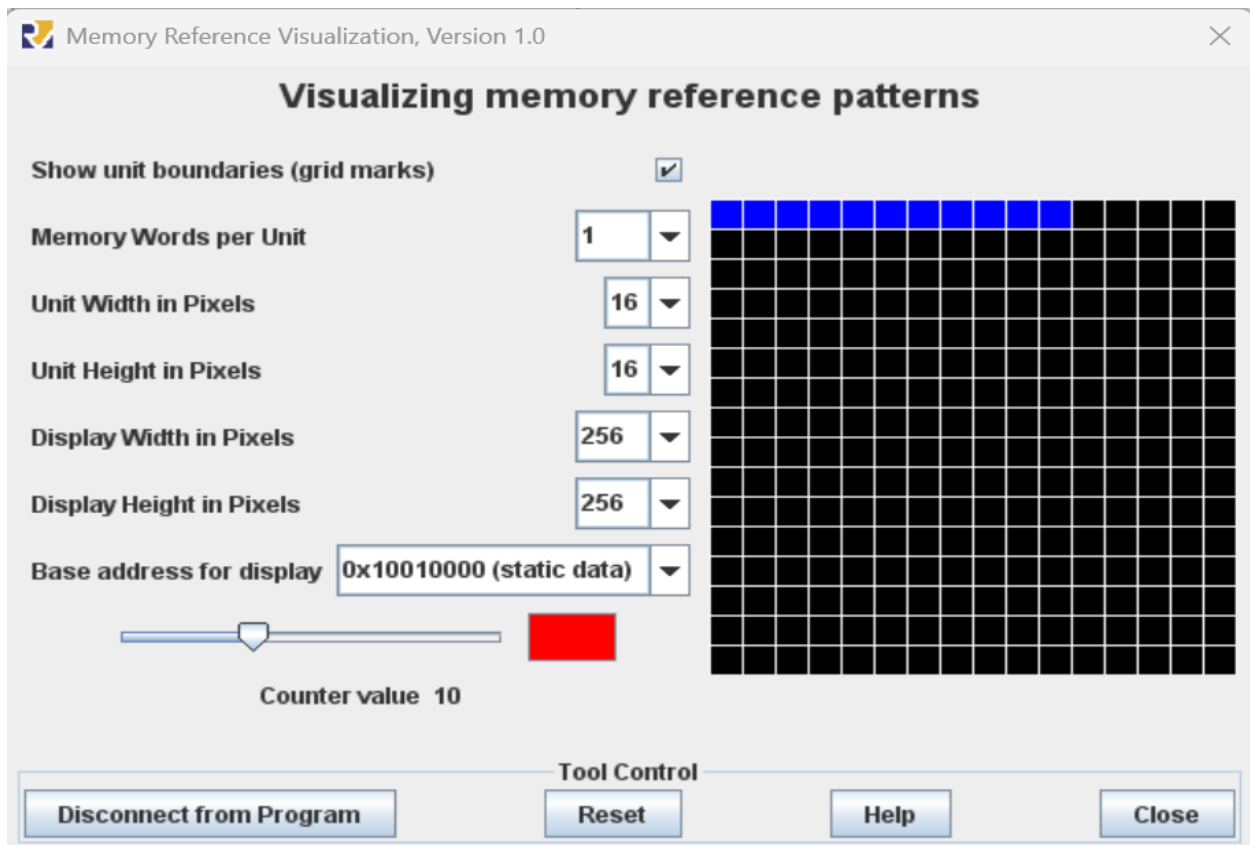 Memory Reference Visualization, Version 1.0
Visualizing memory reference patterns
Show unit boundaries (grid marks)
Memory Words per Unit 1
Unit Width in Pixels 16
Unit Height in Pixels 16
Display Width in Pixels 256
Display Height in Pixels 256
Base address for display 0x10010000 (static data)
Counter value 10
Tool Control
Disconnect from Program Reset Help Close